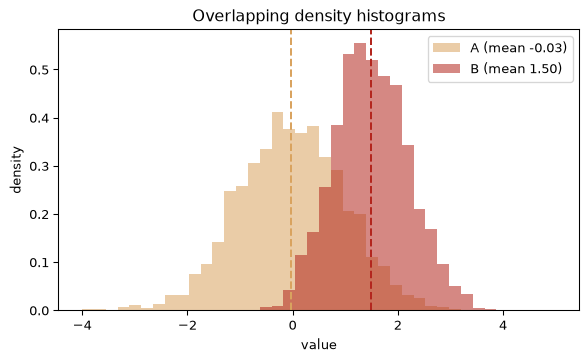 Overlapping density histograms
A (mean -0.03)
B (mean 1.50)
density
0.5
0.4
0.3
0.2
0.1
0.0
−4
−2
0
2
4
value